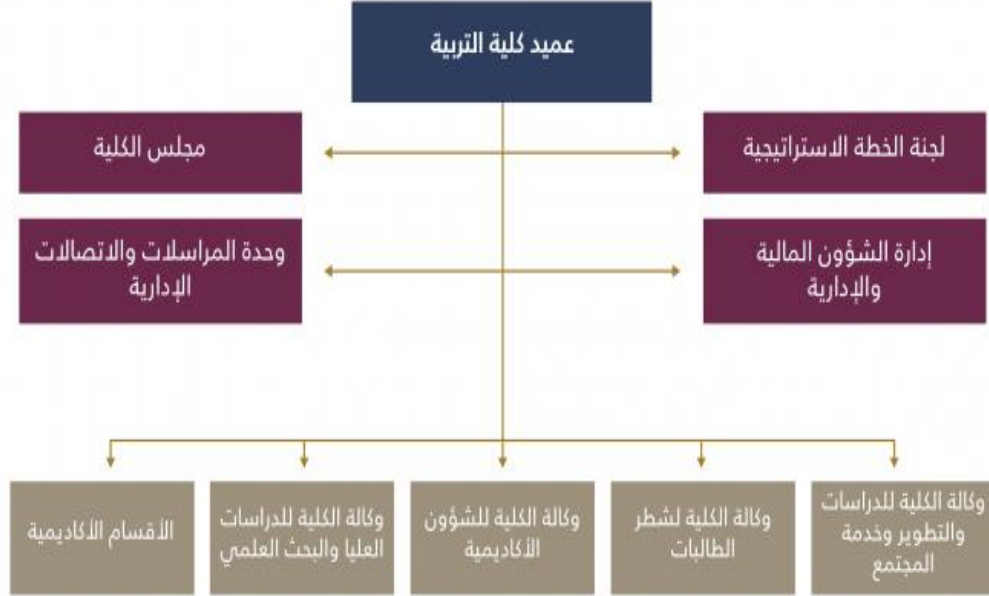 عميد كلية التربية
لجنة الخطة الاستراتيجية
مجلس الكلية
إدارة الشؤون المالية
والإدارية
وحدة المراسلات والاتصالات
الإدارية
وكالة الكلية للدراسات
والتطوير وخدمة
المجتمع
وكالة الكلية لشطر
الطالبات
وكالة الكلية للشؤون
الأكاديمية
وكالة الكلية للدراسات
العليا والبحث العلمي
الأقسام الأكاديمية